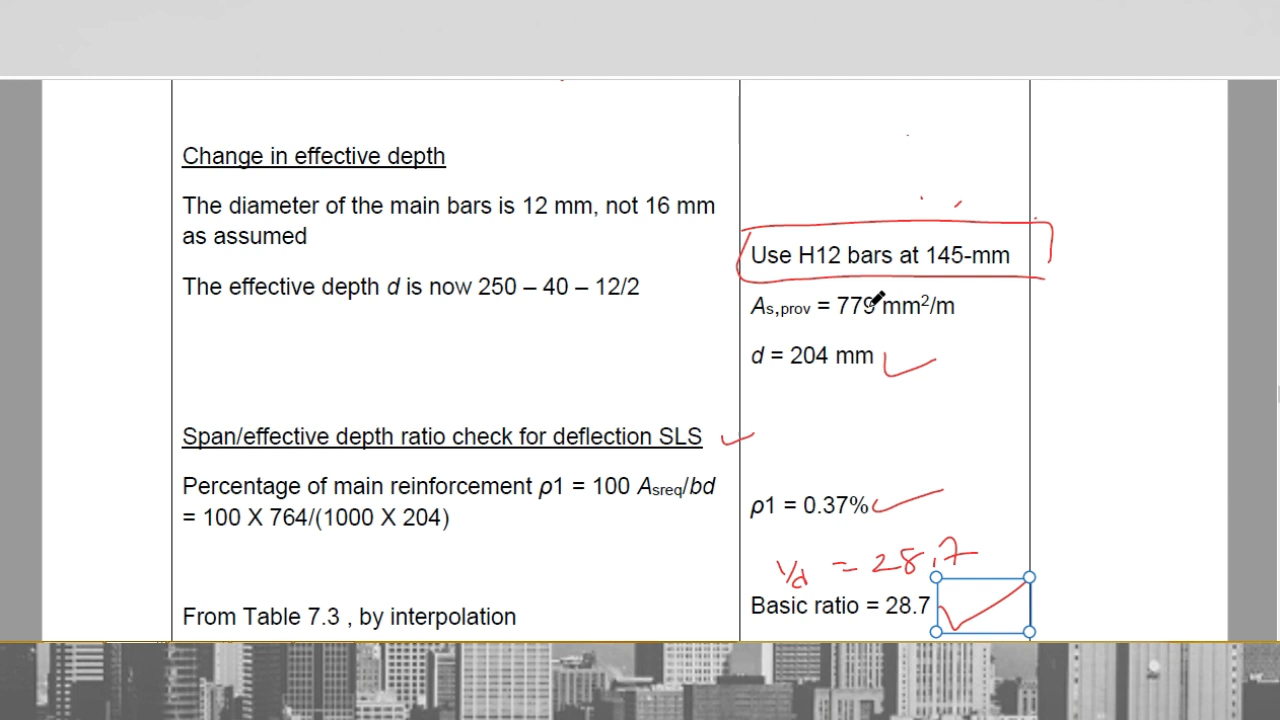 Change in effective depth
The diameter of the main bars is 12 mm, not 16 mm
as assumed
Use H12 bars at 145-mm
The effective depth d is now 250 – 40 – 12/2
As,prov = 779 mm²/m
d = 204 mm
Span/effective depth ratio check for deflection SLS
Percentage of main reinforcement ρ1 = 100 Asreq/bd
= 100 X 764/(1000 X 204)
ρ1 = 0.37%
l/d = 28.7
Basic ratio = 28.7
From Table 7.3 , by interpolation